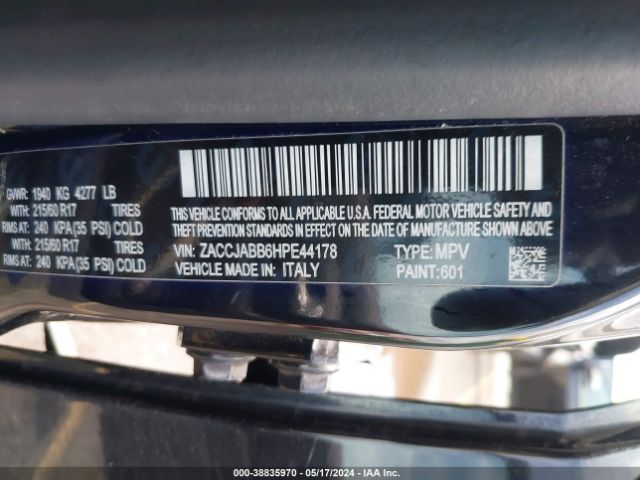 GVWR: 1940 KG 4277 LB
WITH: 215/60 R17 TIRES
RIMS AT: 240 KPA(35 PSI) COLD
WITH: 215/60 R17 TIRES
RIMS AT: 240 KPA(35 PSI) COLD
THIS VEHICLE CONFORMS TO ALL APPLICABLE U.S.A. FEDERAL MOTOR VEHICLE SAFETY AND
THEFT PREVENTION STANDARDS IN EFFECT ON THE DATE OF MANUFACTURE SHOWN ABOVE.
VIN: ZACCJABB6HPE44178 TYPE: MPV
VEHICLE MADE IN: ITALY PAINT: 601
000-38835970 - 05/17/2024 - IAA Inc.